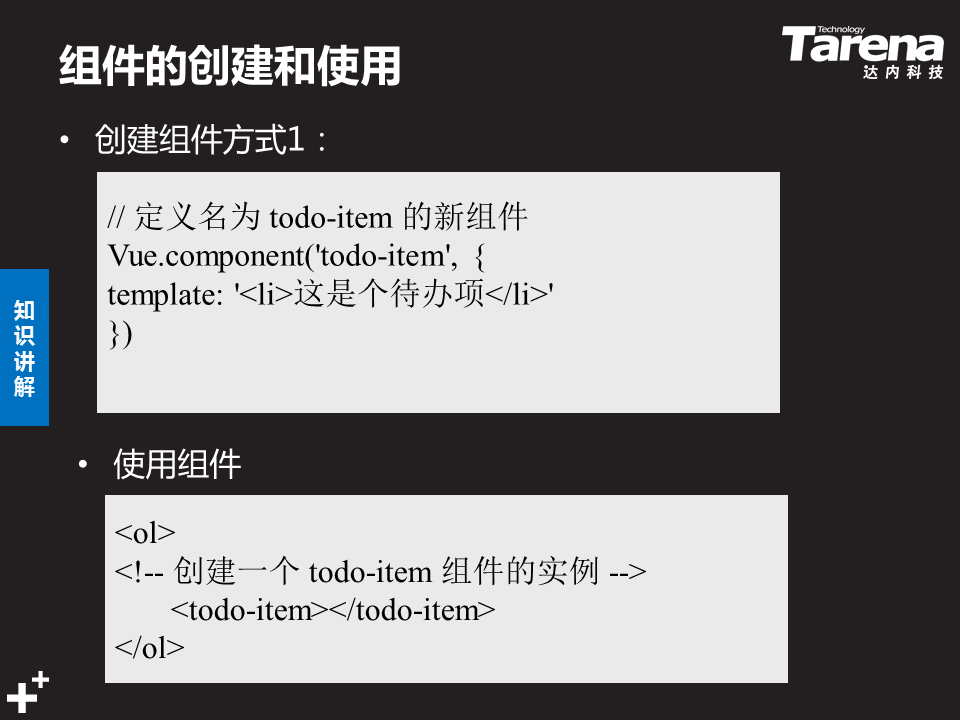 组件的创建和使用
Technology
Tarena
达内科技
• 创建组件方式1：
// 定义名为 todo-item 的新组件
Vue.component('todo-item', {
template: '<li>这是个待办项</li>'
})
知
识
讲
解
• 使用组件
<ol>
<!-- 创建一个 todo-item 组件的实例 -->
<todo-item></todo-item>
</ol>